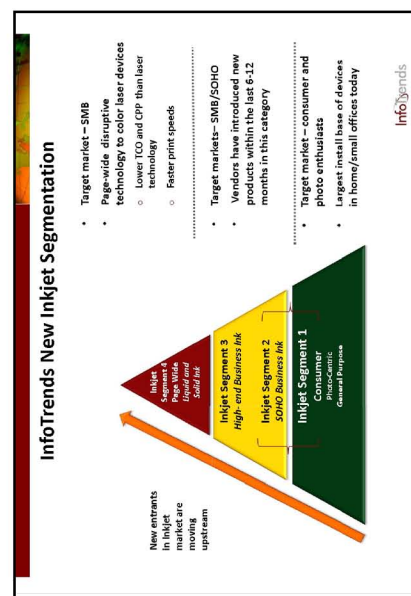 InfoTrends New Inkjet Segmentation
New entrants
In Inkjet
market are
moving
upstream
Inkjet
Segment 4
Page Wide
Liquid and
Solid Ink
Inkjet Segment 3
High- end Business Ink
Inkjet Segment 2
SOHO Business Ink
Inkjet Segment 1
Consumer
Photo-Centric
General Purpose
• Target market – SMB
• Page-wide disruptive
technology to color laser devices
o Lower TCO and CPP than laser
technology
o Faster print speeds
• Target markets– SMB/SOHO
• Vendors have introduced new
products within the last 6-12
months in this category
• Target market – consumer and
photo enthusiasts
• Largest install base of devices
in home/small offices today
InfoTrends